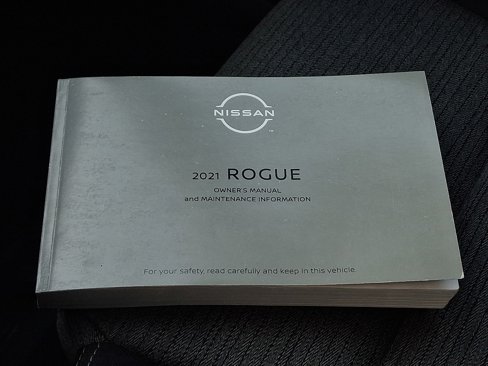 NISSAN
2021 ROGUE
OWNER'S MANUAL
and MAINTENANCE INFORMATION
For your safety, read carefully and keep in this vehicle.